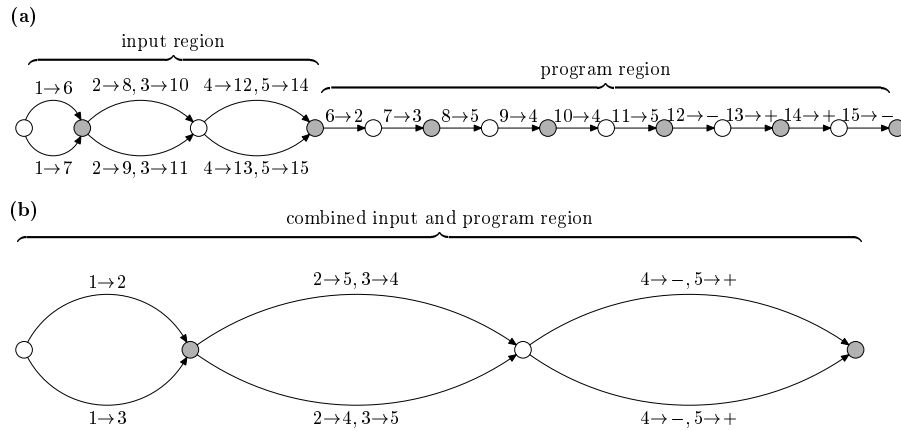 (a)
input region
program region
1→6 2→8, 3→10 4→12, 5→14
6→2 7→3 8→5 9→4 10→4 11→5 12→− 13→+ 14→+ 15→−
1→7 2→9, 3→11 4→13, 5→15
(b)
combined input and program region
1→2 2→5, 3→4 4→−, 5→+
1→3 2→4, 3→5 4→−, 5→+